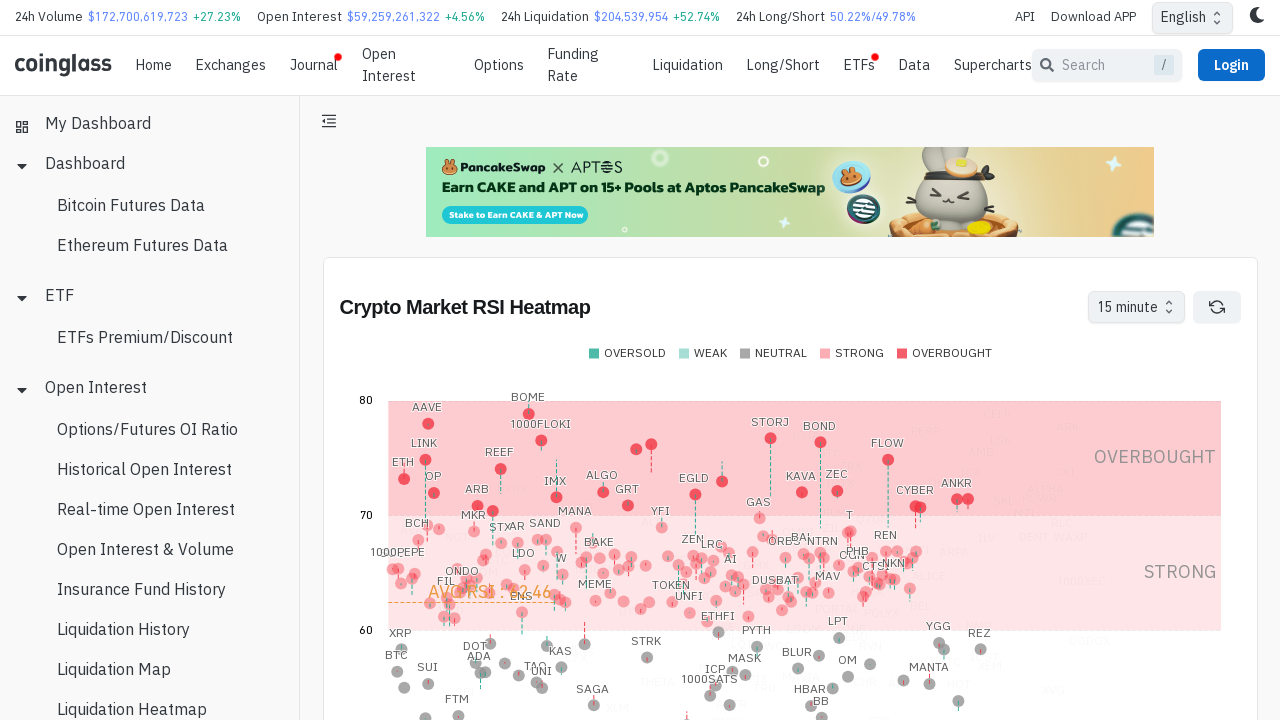 24h Volume $172,700,619,723 +27.23% Open Interest $59,259,261,322 +4.56% 24h Liquidation $204,539,954 +52.74% 24h Long/Short 50.22%/49.78% API Download APP English
coinglass Home Exchanges Journal Open Interest Options Funding Rate Liquidation Long/Short ETFs Data Supercharts Search / Login
My Dashboard
Dashboard
Bitcoin Futures Data
Ethereum Futures Data
ETF
ETFs Premium/Discount
Open Interest
Options/Futures OI Ratio
Historical Open Interest
Real-time Open Interest
Open Interest & Volume
Insurance Fund History
Liquidation History
Liquidation Map
Liquidation Heatmap
PancakeSwap × APTOS
Earn CAKE and APT on 15+ Pools at Aptos PancakeSwap
Stake to Earn CAKE & APT Now
Crypto Market RSI Heatmap
15 minute
OVERSOLD WEAK NEUTRAL STRONG OVERBOUGHT
80
BOME
AAVE
1000FLOKI
STORJ
BOND
LINK
REEF
FLOW
OVERBOUGHT
ETH
OP
IMX
ALGO
EGLD
KAVA
ZEC
ARB
GRT
CYBER
ANKR
70
MKR
MANA
YFI
GAS
T
BCH
STX
AR
SAND
1000PEPE
LDO
W
BAKE
ZEN
LRC
AI
NTRN
PHB
REN
STRONG
FIL
ONDO
ENS
MEME
TOKEN
UNFI
DUSK
BAT
MAV
CTSI
NKN
AVG RSI : 62.46
60
XRP
ETHFI
PYTH
LPT
YGG
REZ
BTC
DOT
ADA
KAS
STRK
MASK
BLUR
OM
MANTA
SUI
UNI
ICP
1000SATS
FTM
SAGA
HBAR
BB